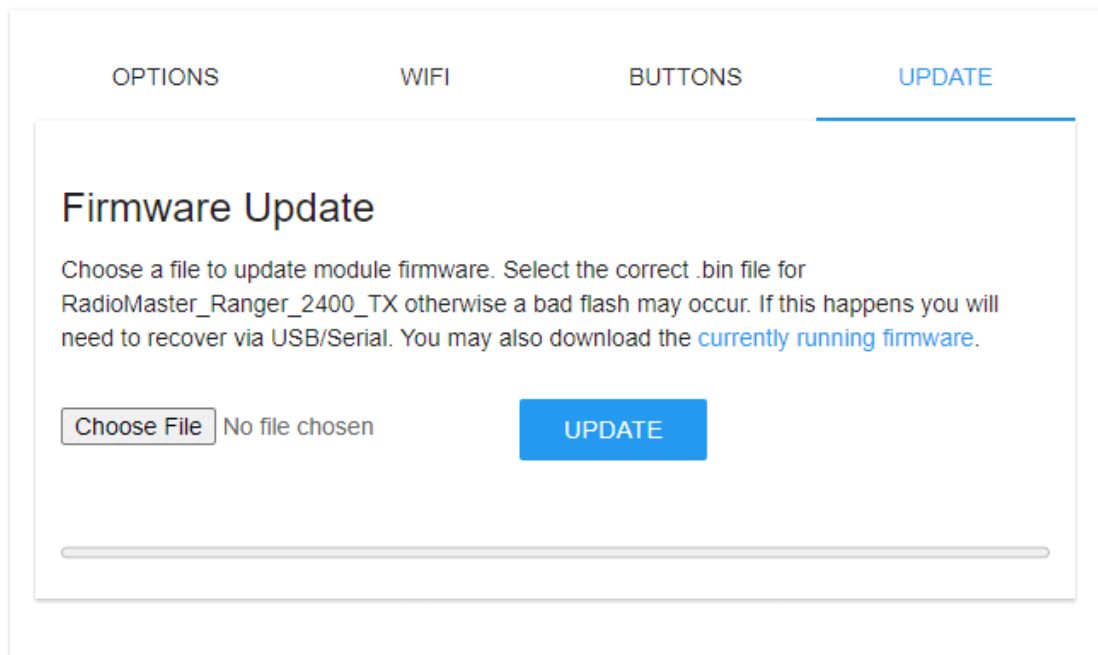 OPTIONS WIFI BUTTONS UPDATE
Firmware Update
Choose a file to update module firmware. Select the correct .bin file for
RadioMaster_Ranger_2400_TX otherwise a bad flash may occur. If this happens you will
need to recover via USB/Serial. You may also download the currently running firmware.
Choose File No file chosen UPDATE